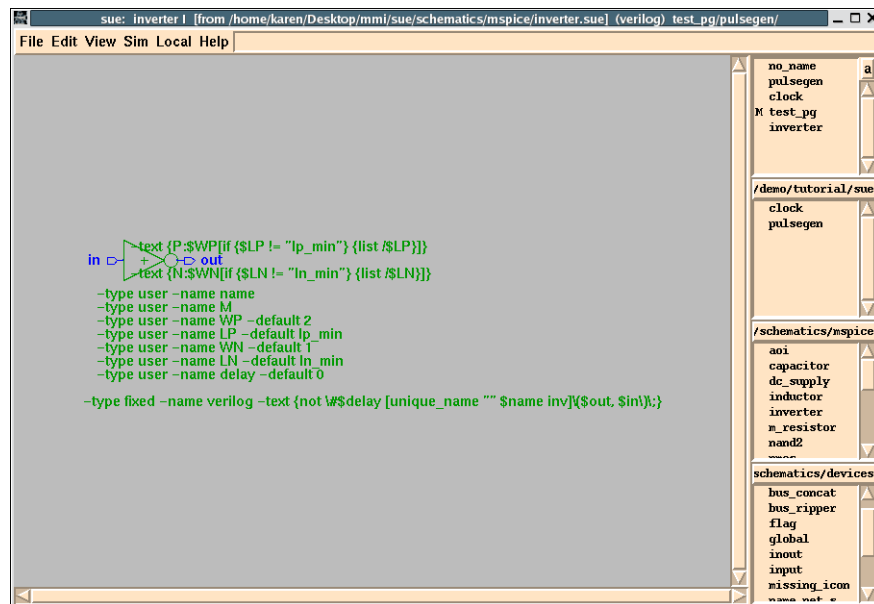 sue: inverter I [from /home/karen/Desktop/mmi/sue/schematics/mspice/inverter.sue] (verilog) test_pg/pulsegen/
File Edit View Sim Local Help
-text {P:$WP[if {$LP != "lp_min"} {list /$LP}]}
in
out
-text {N:$WN[if {$LN != "ln_min"} {list /$LN}]}
-type user -name name
-type user -name M
-type user -name WP -default 2
-type user -name LP -default lp_min
-type user -name WN -default 1
-type user -name LN -default ln_min
-type user -name delay -default 0
-type fixed -name verilog -text {not \#$delay [unique_name "" $name inv]\($out, $in\)\;}
no_name
a
pulsegen
clock
M test_pg
inverter
/demo/tutorial/sue
clock
pulsegen
/schematics/mspice
aoi
capacitor
dc_supply
inductor
inverter
m_resistor
nand2
schematics/devices
bus_concat
bus_ripper
flag
global
inout
input
missing_icon
name_net_s